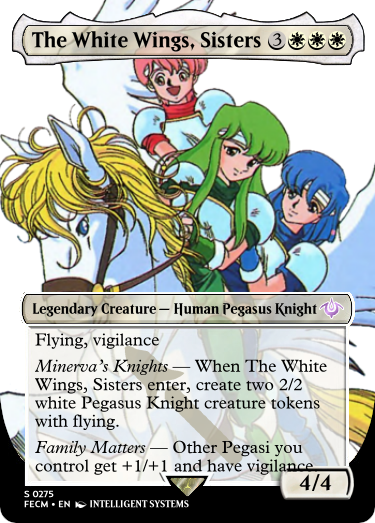 The White Wings, Sisters 3
Legendary Creature — Human Pegasus Knight
Flying, vigilance
Minerva's Knights — When The White
Wings, Sisters enter, create two 2/2
white Pegasus Knight creature tokens
with flying.
Family Matters — Other Pegasi you
control get +1/+1 and have vigilance.
4/4
S 0275
FECM • EN INTELLIGENT SYSTEMS